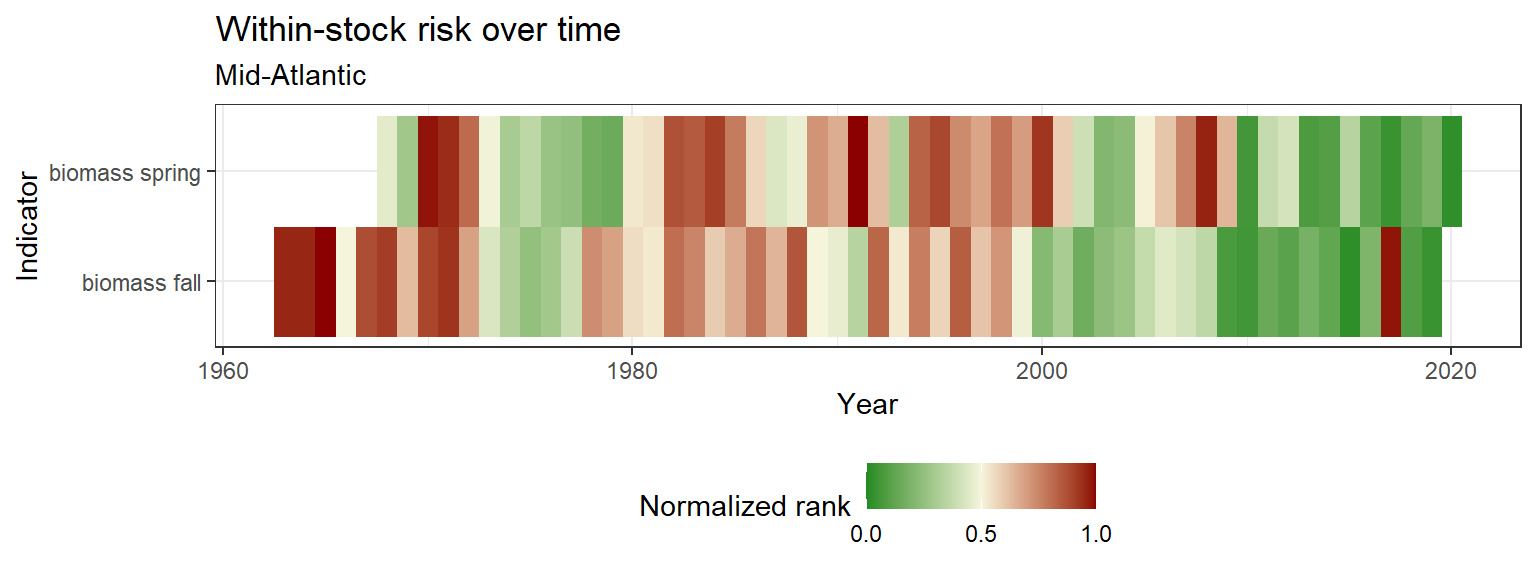 Within-stock risk over time
Mid-Atlantic
Indicator
biomass spring
biomass fall
1960 1980 2000 2020
Year
Normalized rank
0.0 0.5 1.0